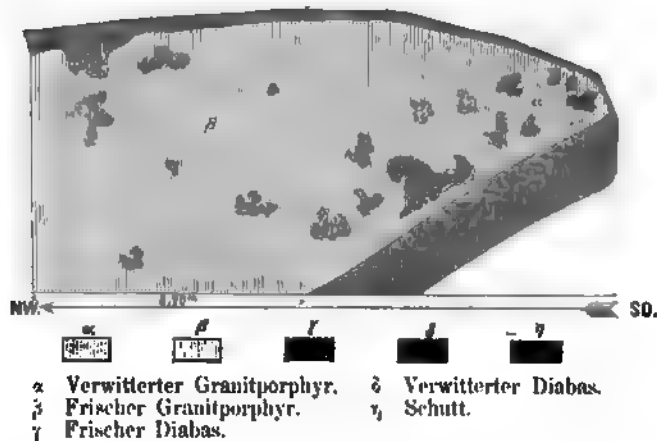 α
β
NW.
SO.
α β γ δ η
α Verwitterter Granitporphyr. δ Verwitterter Diabas.
β Frischer Granitporphyr. η Schutt.
γ Frischer Diabas.